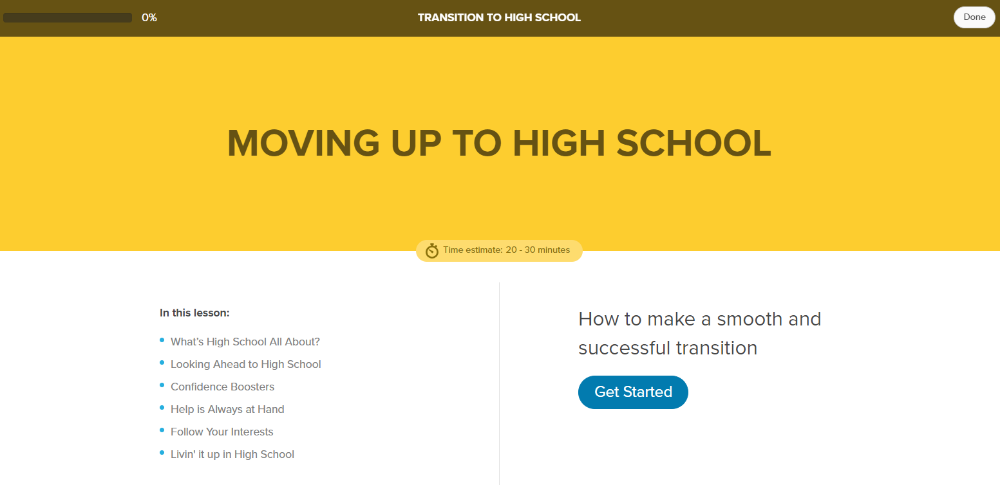 0%
TRANSITION TO HIGH SCHOOL
Done
MOVING UP TO HIGH SCHOOL
Time estimate: 20 - 30 minutes
In this lesson:
What’s High School All About?
Looking Ahead to High School
Confidence Boosters
Help is Always at Hand
Follow Your Interests
Livin' it up in High School
How to make a smooth and
successful transition
Get Started